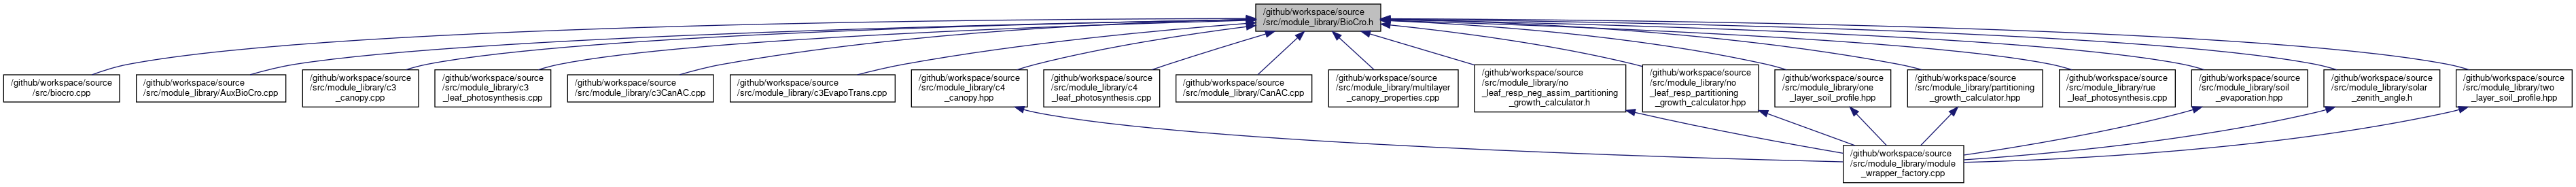 /github/workspace/source
/src/module_library/BioCro.h
/github/workspace/source
/src/biocro.cpp
/github/workspace/source
/src/module_library/AuxBioCro.cpp
/github/workspace/source
/src/module_library/c3
_canopy.cpp
/github/workspace/source
/src/module_library/c3
_leaf_photosynthesis.cpp
/github/workspace/source
/src/module_library/c3CanAC.cpp
/github/workspace/source
/src/module_library/c3EvapoTrans.cpp
/github/workspace/source
/src/module_library/c4
_canopy.hpp
/github/workspace/source
/src/module_library/c4
_leaf_photosynthesis.cpp
/github/workspace/source
/src/module_library/CanAC.cpp
/github/workspace/source
/src/module_library/multilayer
_canopy_properties.cpp
/github/workspace/source
/src/module_library/no
_leaf_resp_neg_assim_partitioning
_growth_calculator.h
/github/workspace/source
/src/module_library/no
_leaf_resp_partitioning
_growth_calculator.hpp
/github/workspace/source
/src/module_library/one
_layer_soil_profile.hpp
/github/workspace/source
/src/module_library/partitioning
_growth_calculator.hpp
/github/workspace/source
/src/module_library/rue
_leaf_photosynthesis.cpp
/github/workspace/source
/src/module_library/soil
_evaporation.hpp
/github/workspace/source
/src/module_library/solar
_zenith_angle.h
/github/workspace/source
/src/module_library/two
_layer_soil_profile.hpp
/github/workspace/source
/src/module_library/module
_wrapper_factory.cpp